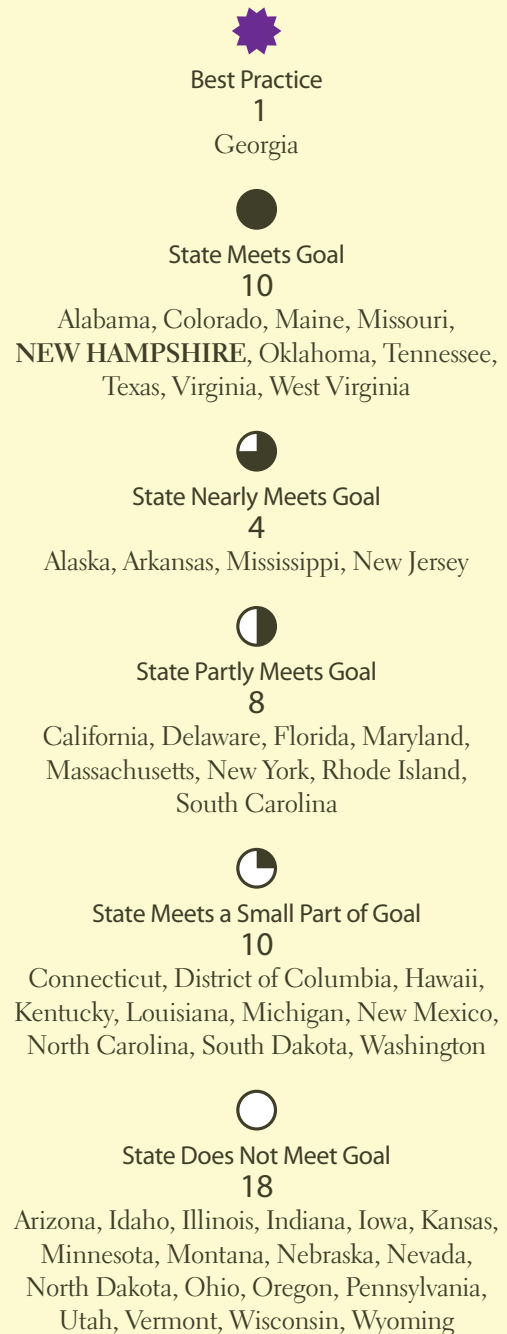 Best Practice
1
Georgia
State Meets Goal
10
Alabama, Colorado, Maine, Missouri,
NEW HAMPSHIRE, Oklahoma, Tennessee,
Texas, Virginia, West Virginia
State Nearly Meets Goal
4
Alaska, Arkansas, Mississippi, New Jersey
State Partly Meets Goal
8
California, Delaware, Florida, Maryland,
Massachusetts, New York, Rhode Island,
South Carolina
State Meets a Small Part of Goal
10
Connecticut, District of Columbia, Hawaii,
Kentucky, Louisiana, Michigan, New Mexico,
North Carolina, South Dakota, Washington
State Does Not Meet Goal
18
Arizona, Idaho, Illinois, Indiana, Iowa, Kansas,
Minnesota, Montana, Nebraska, Nevada,
North Dakota, Ohio, Oregon, Pennsylvania,
Utah, Vermont, Wisconsin, Wyoming